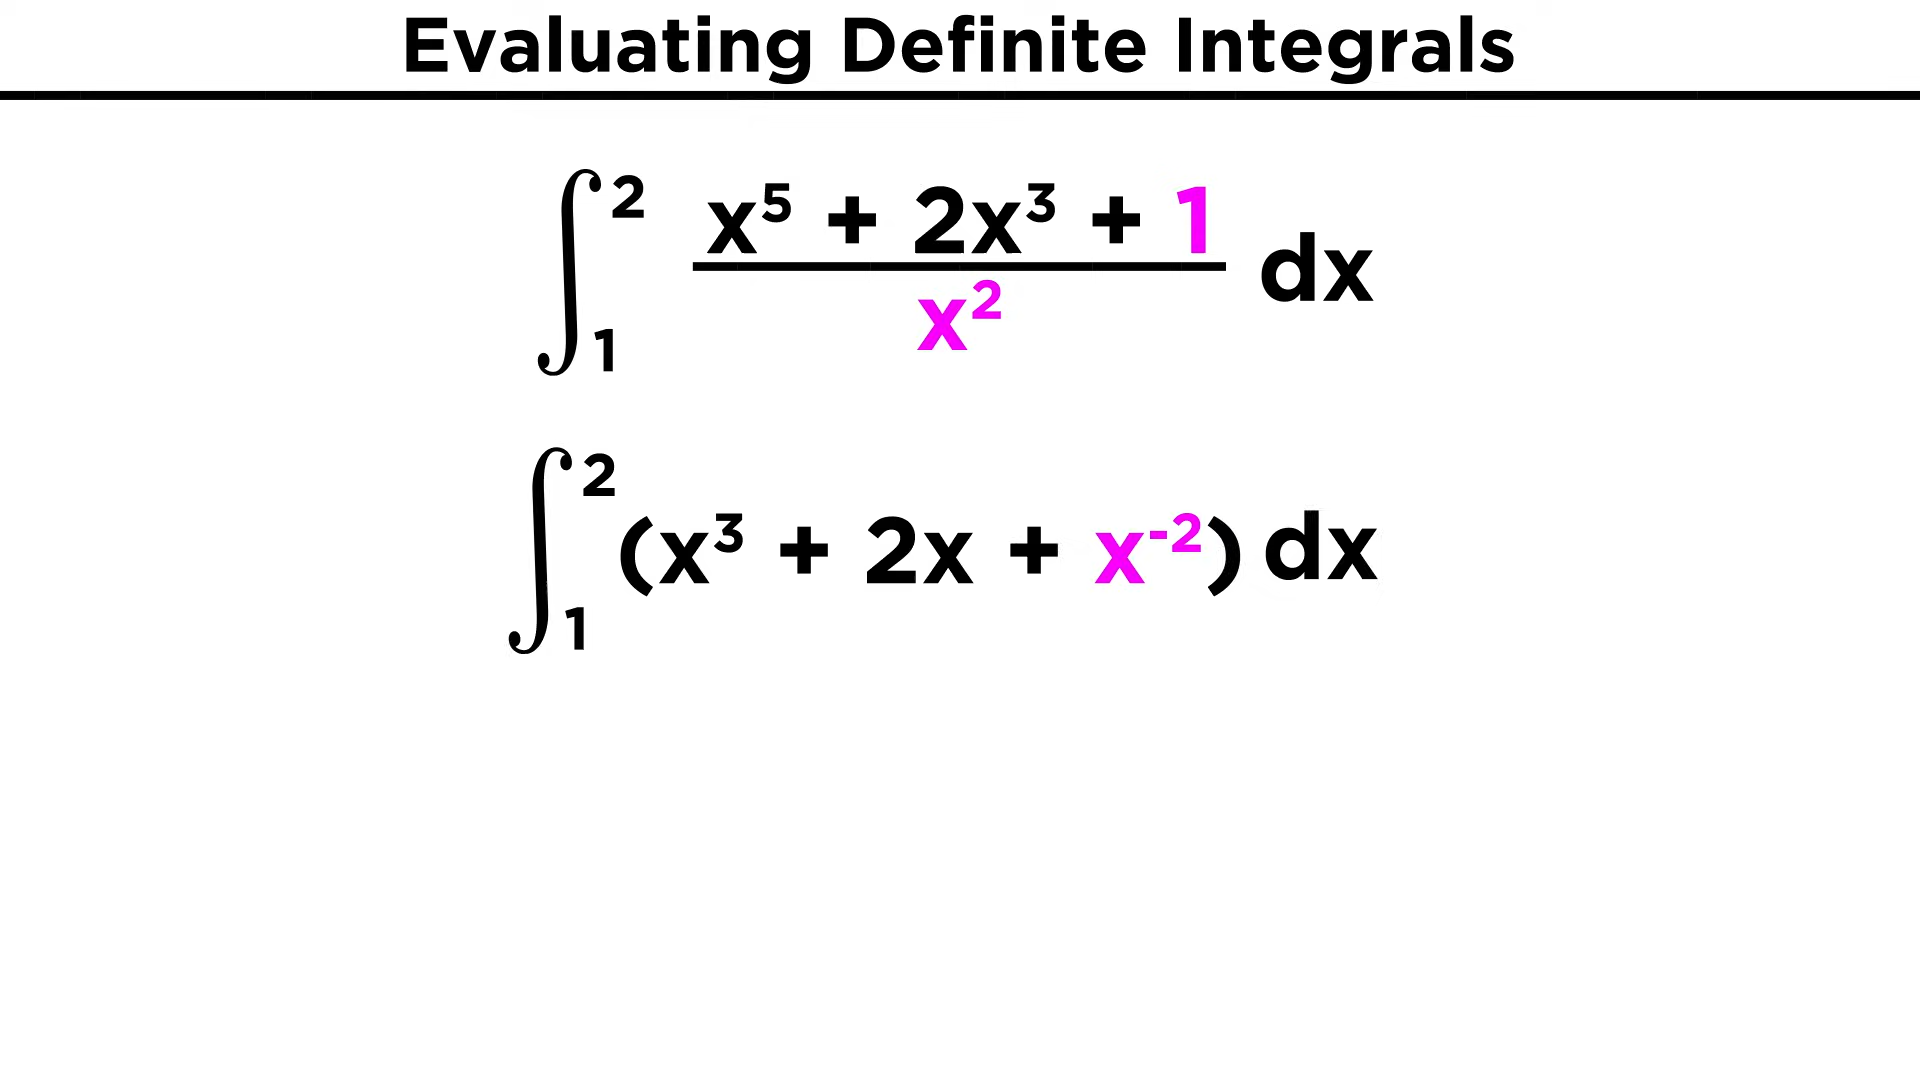 Evaluating Definite Integrals
∫₁² (x⁵ + 2x³ + 1)/x² dx
∫₁² (x³ + 2x + x⁻²) dx